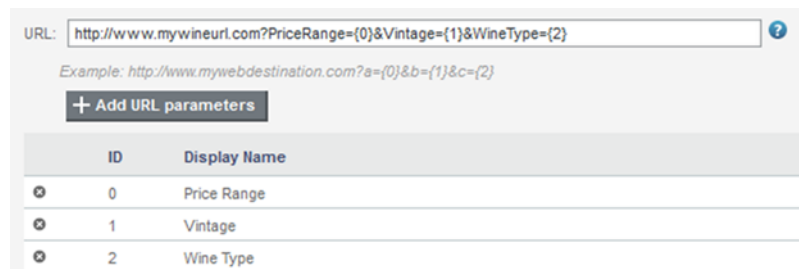 URL: http://www.mywineurl.com?PriceRange={0}&Vintage={1}&WineType={2} ?
Example: http://www.mywebdestination.com?a={0}&b={1}&c={2}
+ Add URL parameters
ID Display Name
0 Price Range
1 Vintage
2 Wine Type